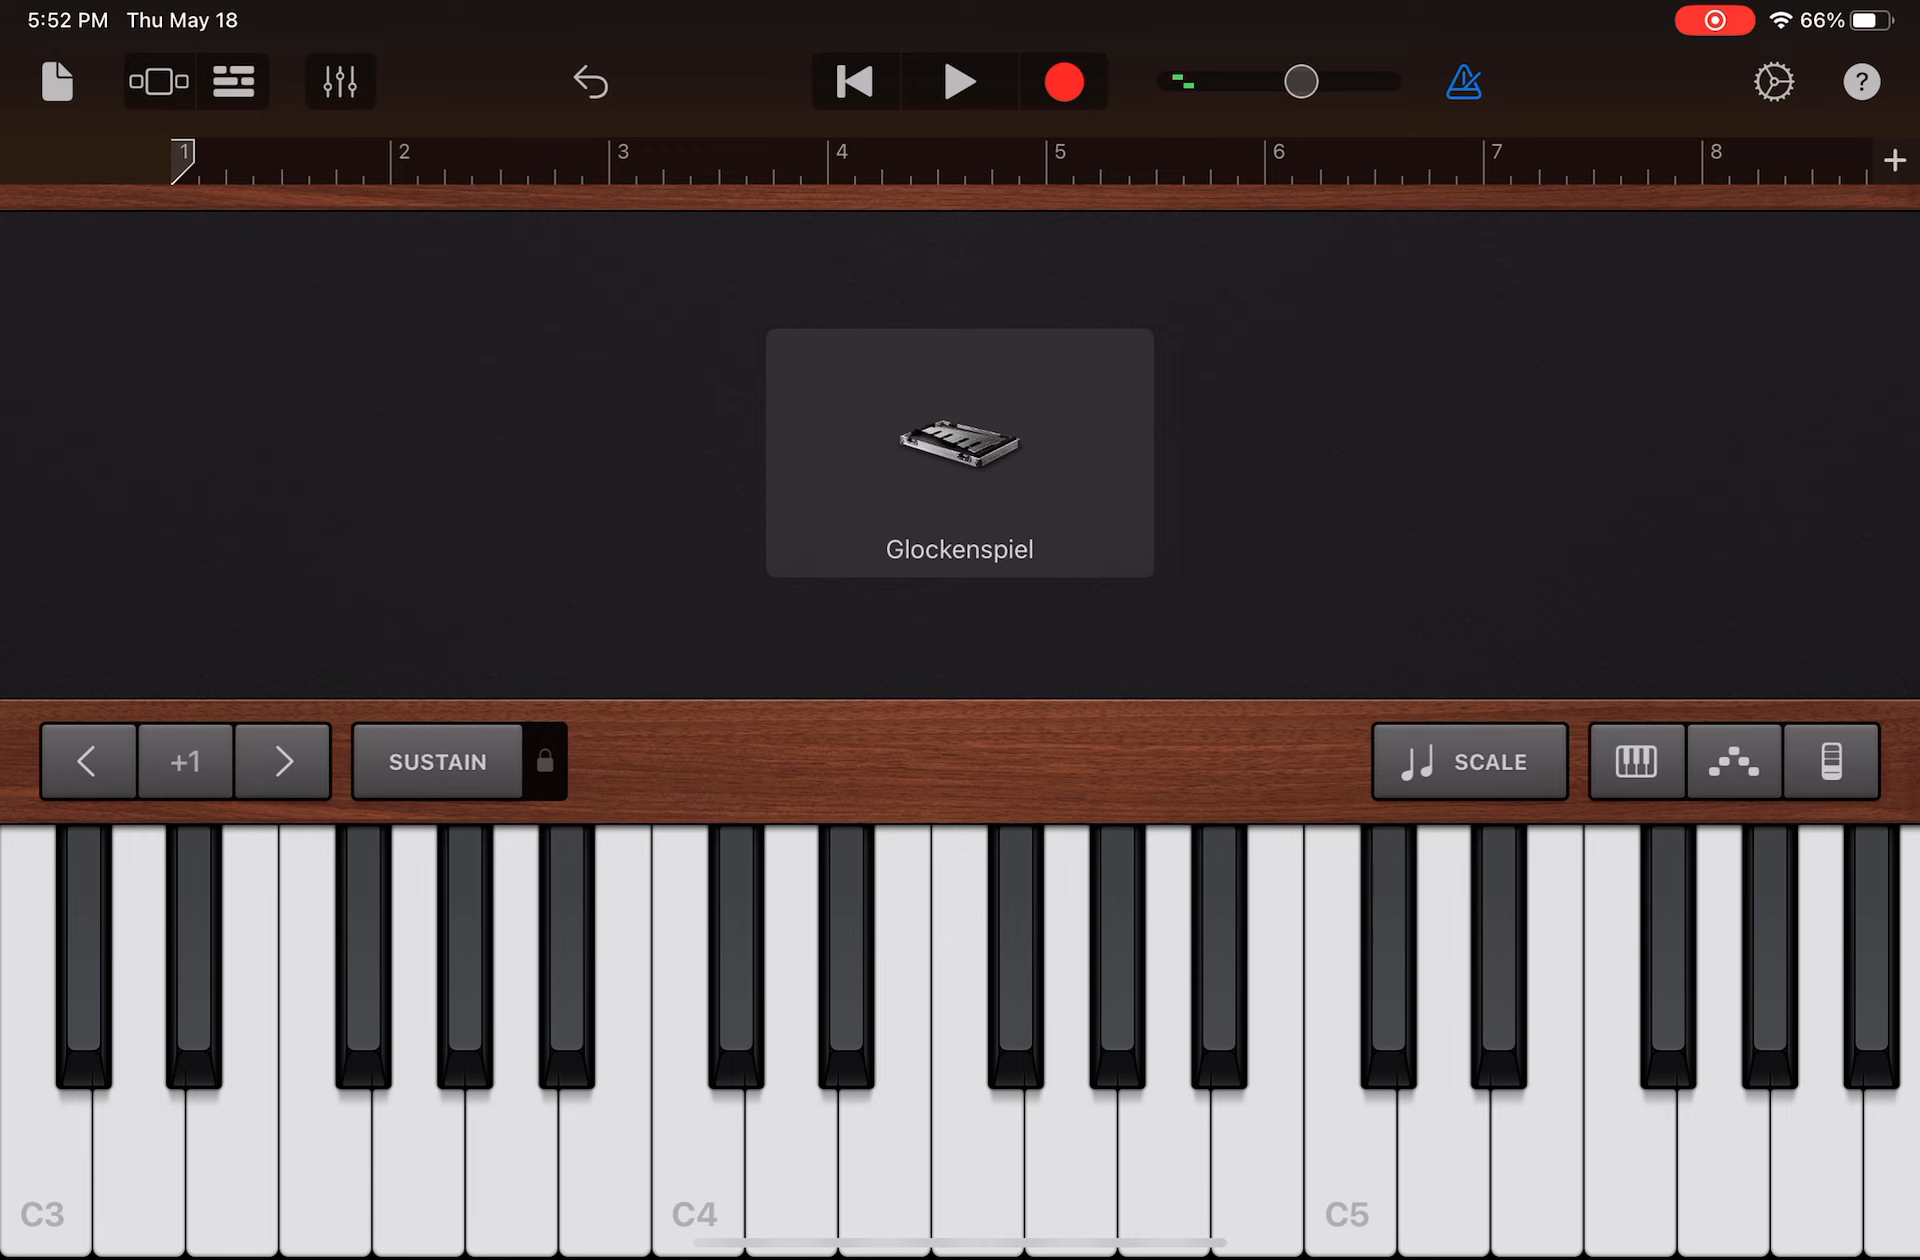 5:52 PM Thu May 18
66%
?
1 2 3 4 5 6 7 8 +
Glockenspiel
+1 SUSTAIN SCALE
C3 C4 C5